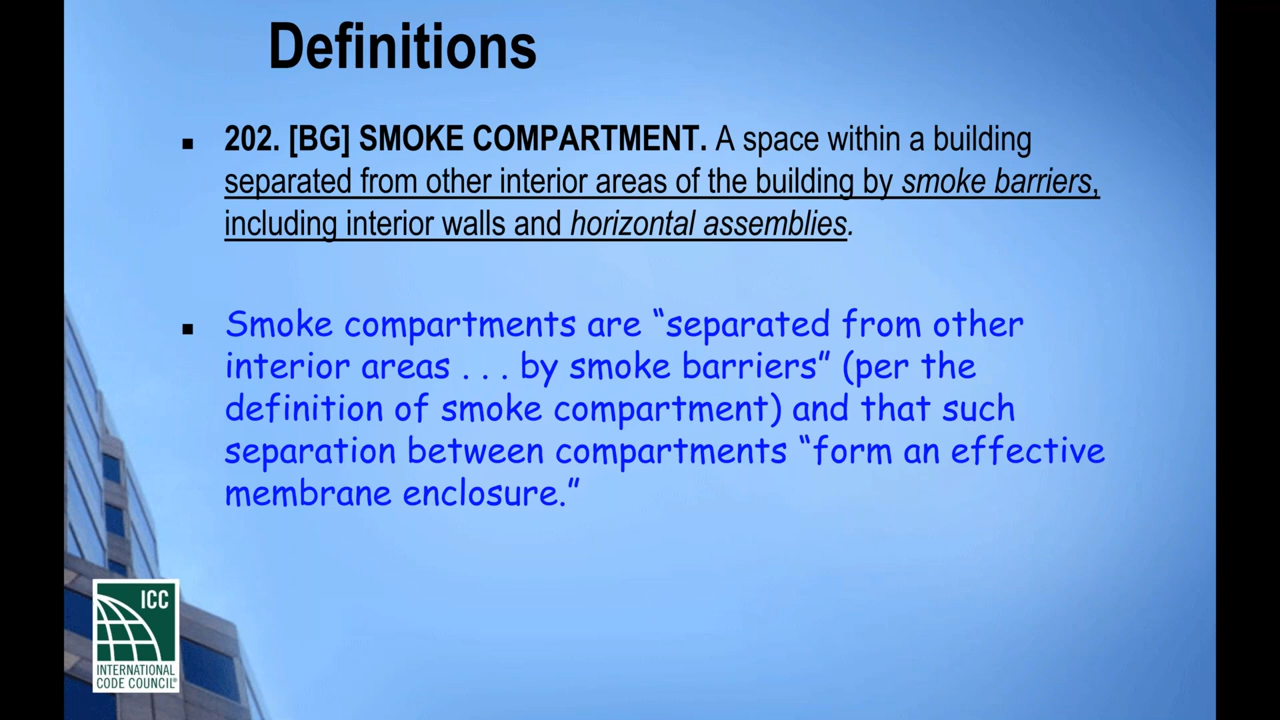 Definitions
202. [BG] SMOKE COMPARTMENT. A space within a building
separated from other interior areas of the building by smoke barriers,
including interior walls and horizontal assemblies.
Smoke compartments are “separated from other
interior areas . . . by smoke barriers” (per the
definition of smoke compartment) and that such
separation between compartments “form an effective
membrane enclosure.”
ICC
INTERNATIONAL
CODE COUNCIL®